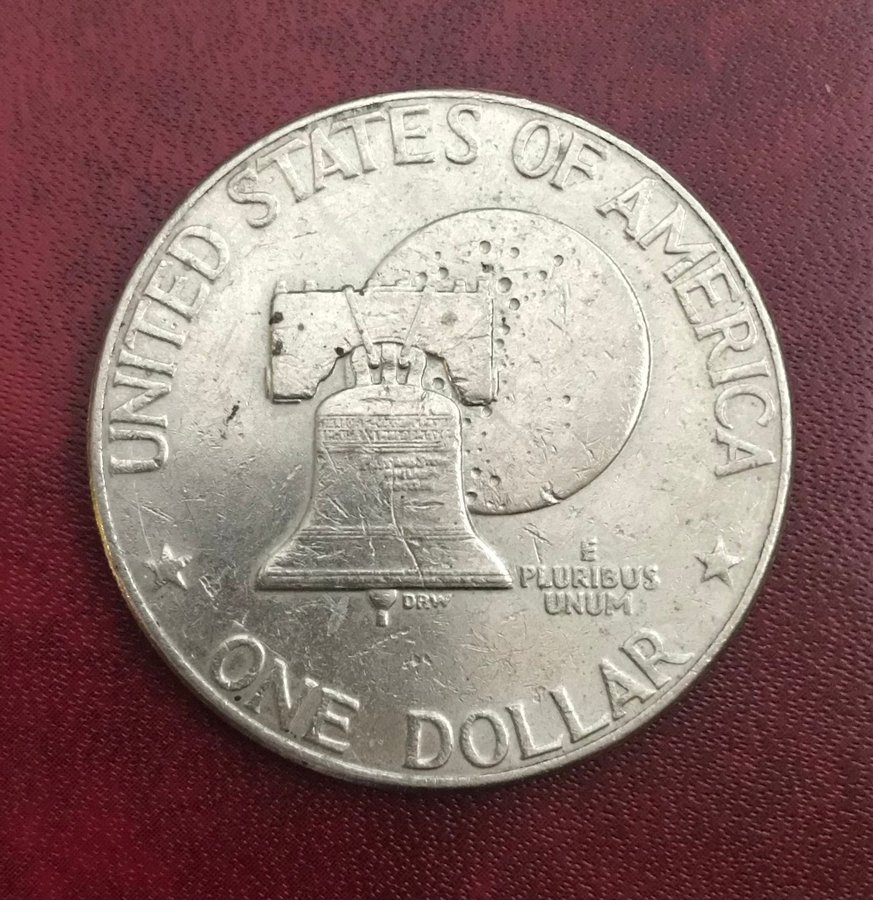 UNITED STATES OF AMERICA
E
PLURIBUS
UNUM
DRW
ONE DOLLAR